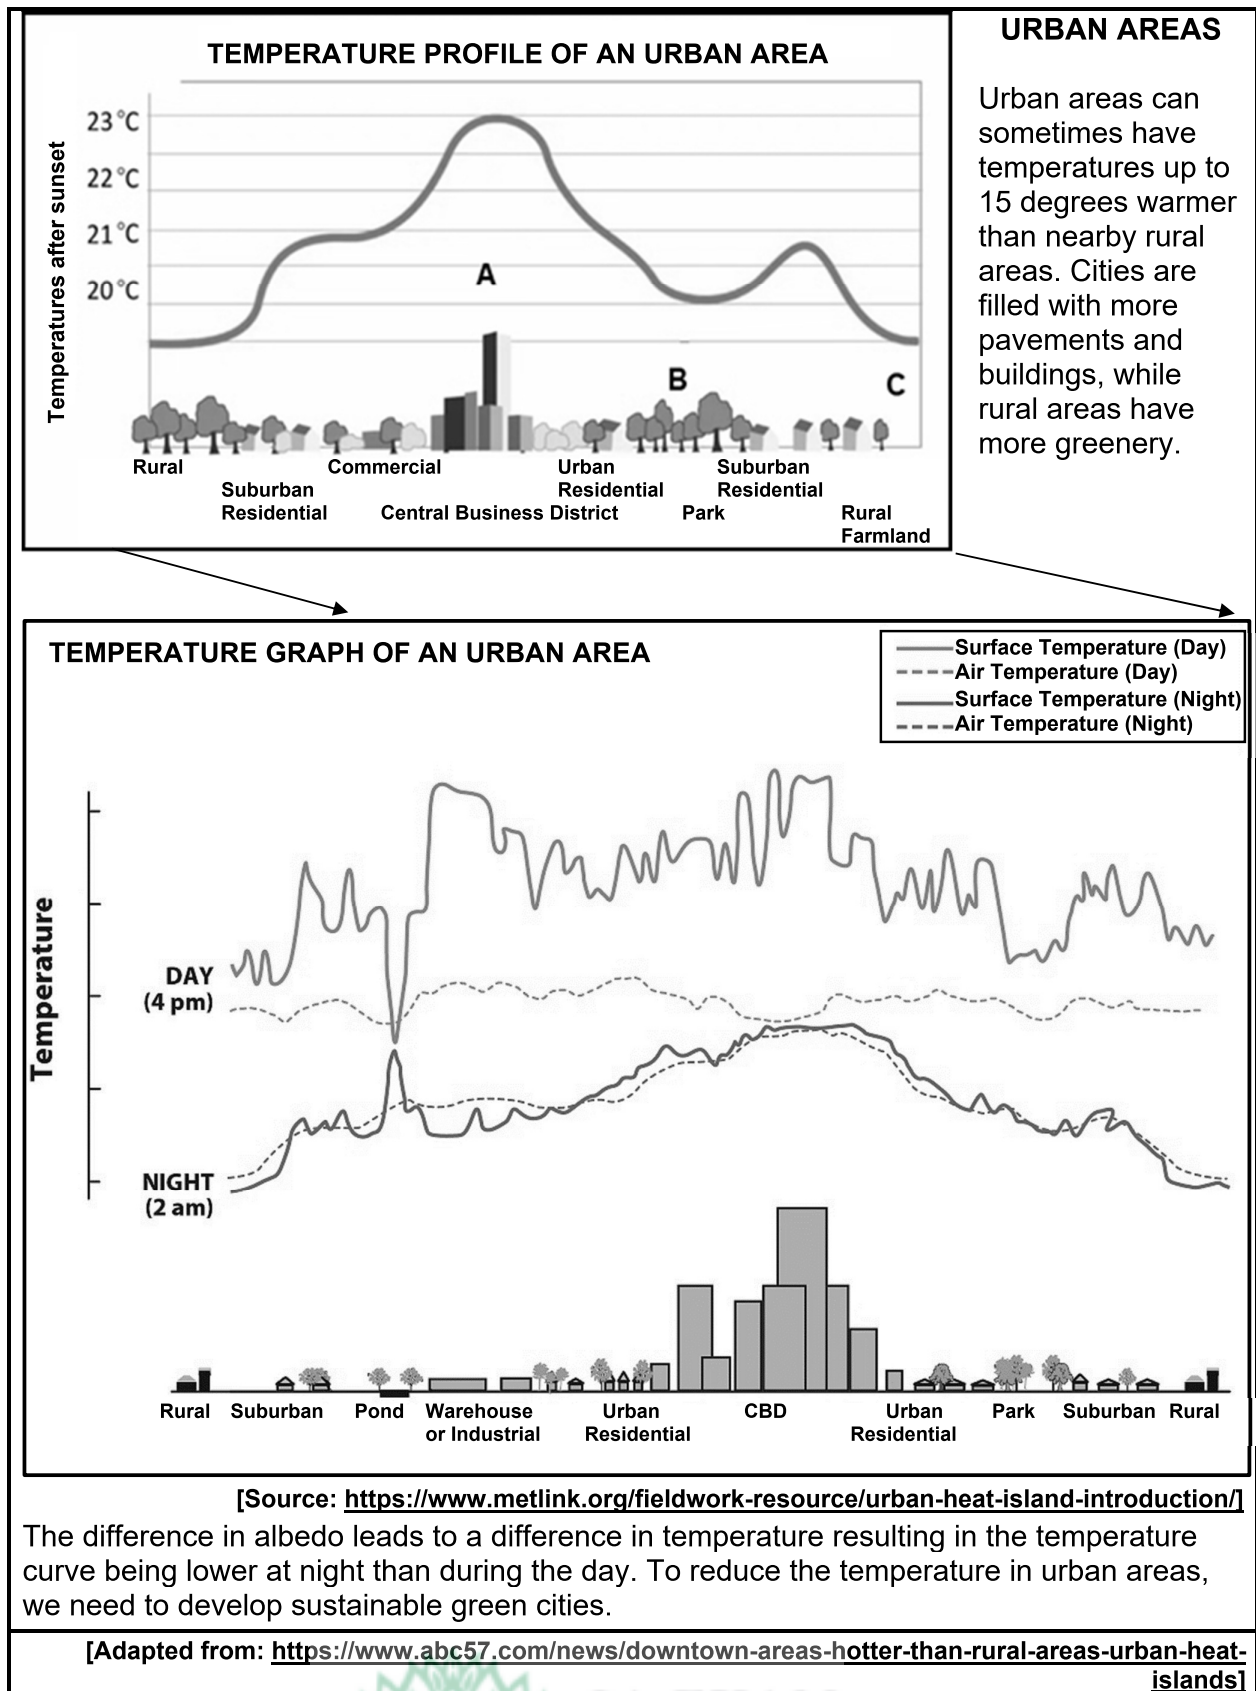 TEMPERATURE PROFILE OF AN URBAN AREA
Temperatures after sunset
23°C
22°C
21°C
20°C
A
B
C
Rural
Suburban
Residential
Commercial
Central Business District
Urban
Residential
Park
Suburban
Residential
Rural
Farmland
URBAN AREAS
Urban areas can
sometimes have
temperatures up to
15 degrees warmer
than nearby rural
areas. Cities are
filled with more
pavements and
buildings, while
rural areas have
more greenery.
TEMPERATURE GRAPH OF AN URBAN AREA
Surface Temperature (Day)
Air Temperature (Day)
Surface Temperature (Night)
Air Temperature (Night)
Temperature
DAY
(4 pm)
NIGHT
(2 am)
Rural
Suburban
Pond
Warehouse
or Industrial
Urban
Residential
CBD
Urban
Residential
Park
Suburban
Rural
[Source: https://www.metlink.org/fieldwork-resource/urban-heat-island-introduction/]
The difference in albedo leads to a difference in temperature resulting in the temperature
curve being lower at night than during the day. To reduce the temperature in urban areas,
we need to develop sustainable green cities.
[Adapted from: https://www.abc57.com/news/downtown-areas-hotter-than-rural-areas-urban-heat-
islands]